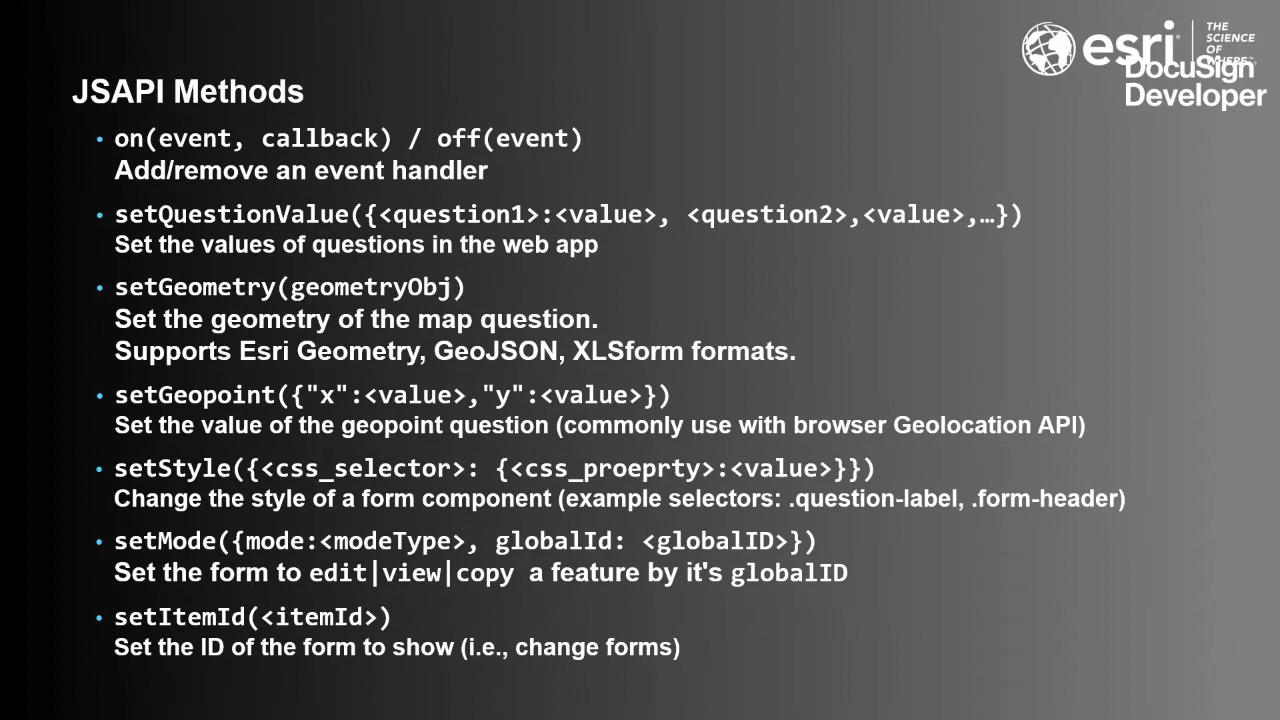 esri
THE
SCIENCE
OF
WHERE
DocuSign
Developer
JSAPI Methods
• on(event, callback) / off(event)
Add/remove an event handler
• setQuestionValue({<question1>:<value>, <question2>,<value>,…})
Set the values of questions in the web app
• setGeometry(geometryObj)
Set the geometry of the map question.
Supports Esri Geometry, GeoJSON, XLSform formats.
• setGeopoint({"x":<value>,"y":<value>})
Set the value of the geopoint question (commonly use with browser Geolocation API)
• setStyle({<css_selector>: {<css_proeprty>:<value>}})
Change the style of a form component (example selectors: .question-label, .form-header)
• setMode({mode:<modeType>, globalId: <globalID>})
Set the form to edit|view|copy a feature by it's globalID
• setItemId(<itemId>)
Set the ID of the form to show (i.e., change forms)